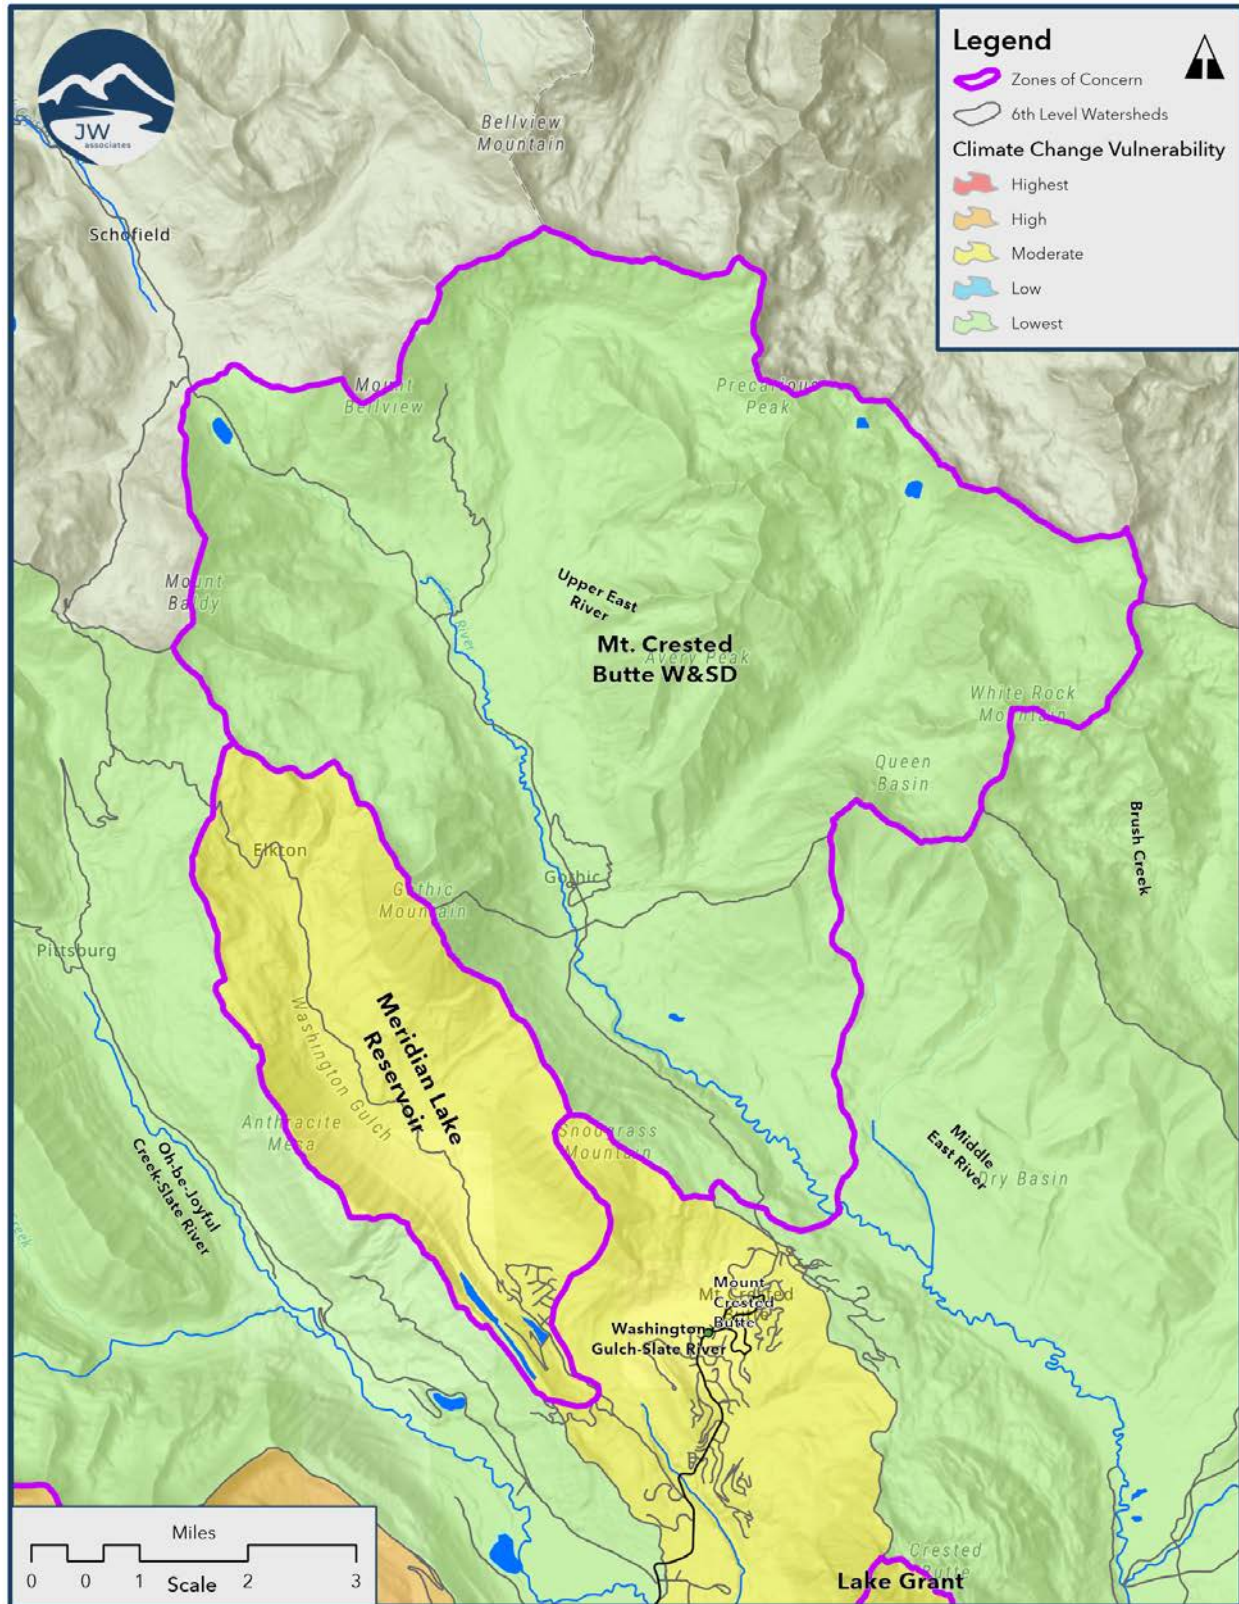 Legend
Zones of Concern
6th Level Watersheds
Climate Change Vulnerability
Highest
High
Moderate
Low
Lowest
JW
associates
Bellview
Mountain
Schofield
Mount
Bellview
Precarious
Peak
Mount
Baldy
River
Upper East
River
Mt. Crested
Butte W&SD
Avery Peak
White Rock
Mountain
Queen
Basin
Brush Creek
Elkton
Gothic
Mountain
Gothic
Pittsburg
Meridian Lake
Reservoir
Washington Gulch
Anthracite
Mesa
Snodgrass
Mountain
Oh-be-Joyful
Creek-Slate River
Middle
East River
Dry Basin
Mount
Crested
Butte
Mt Crested
Washington
Gulch-Slate River
Crested
Butte
Lake Grant
Miles
0 0 1 2 3
Scale